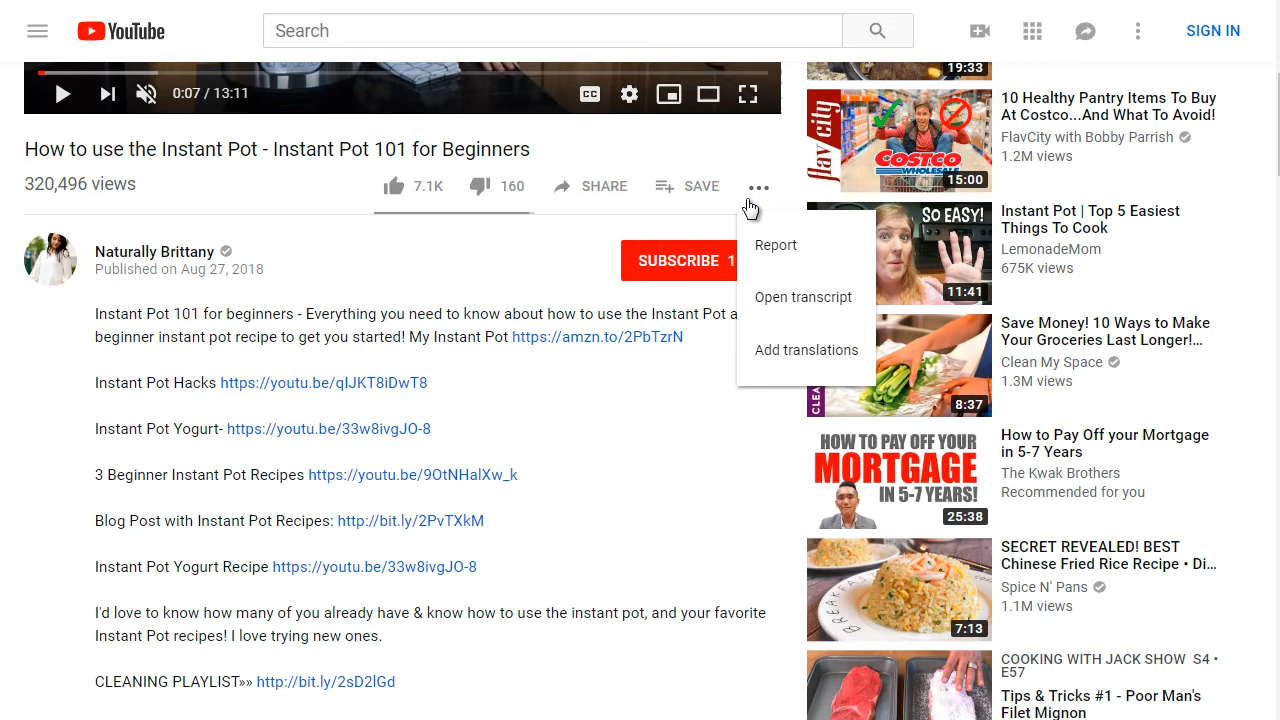 YouTube
Search
SIGN IN
CC
0:07 / 13:11
How to use the Instant Pot - Instant Pot 101 for Beginners
320,496 views
7.1K
160
SHARE
SAVE
Report
Open transcript
Add translations
Naturally Brittany
Published on Aug 27, 2018
SUBSCRIBE 1
Instant Pot 101 for beginners - Everything you need to know about how to use the Instant Pot a
beginner instant pot recipe to get you started! My Instant Pot https://amzn.to/2PbTzrN
Instant Pot Hacks https://youtu.be/qIJKT8iDwT8
Instant Pot Yogurt- https://youtu.be/33w8ivgJO-8
3 Beginner Instant Pot Recipes https://youtu.be/9OtNHalXw_k
Blog Post with Instant Pot Recipes: http://bit.ly/2PvTXkM
Instant Pot Yogurt Recipe https://youtu.be/33w8ivgJO-8
I'd love to know how many of you already have & know how to use the instant pot, and your favorite
Instant Pot recipes! I love trying new ones.
CLEANING PLAYLIST»» http://bit.ly/2sD2lGd
19:33
flav city
COSTCO
WHOLESALE
15:00
10 Healthy Pantry Items To Buy
At Costco...And What To Avoid!
FlavCity with Bobby Parrish
1.2M views
SO EASY!
11:41
Instant Pot | Top 5 Easiest
Things To Cook
LemonadeMom
675K views
CLEA
8:37
Save Money! 10 Ways to Make
Your Groceries Last Longer!...
Clean My Space
1.3M views
HOW TO PAY OFF YOUR
MORTGAGE
IN 5-7 YEARS!
25:38
How to Pay Off your Mortgage
in 5-7 Years
The Kwak Brothers
Recommended for you
BREAKFAST
7:13
SECRET REVEALED! BEST
Chinese Fried Rice Recipe • Di...
Spice N' Pans
1.1M views
COOKING WITH JACK SHOW S4 •
E57
Tips & Tricks #1 - Poor Man's
Filet Mignon